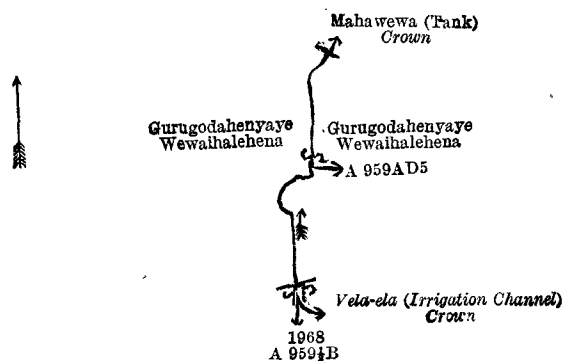 Mahawewa (Tank)
Crown
Gurugodahenyaye
Wewaihalehena
Gurugodahenyaye
Wewaihalehena
A 959AD5
Vela-ela (Irrigation Channel)
Crown
1968
A 959½B